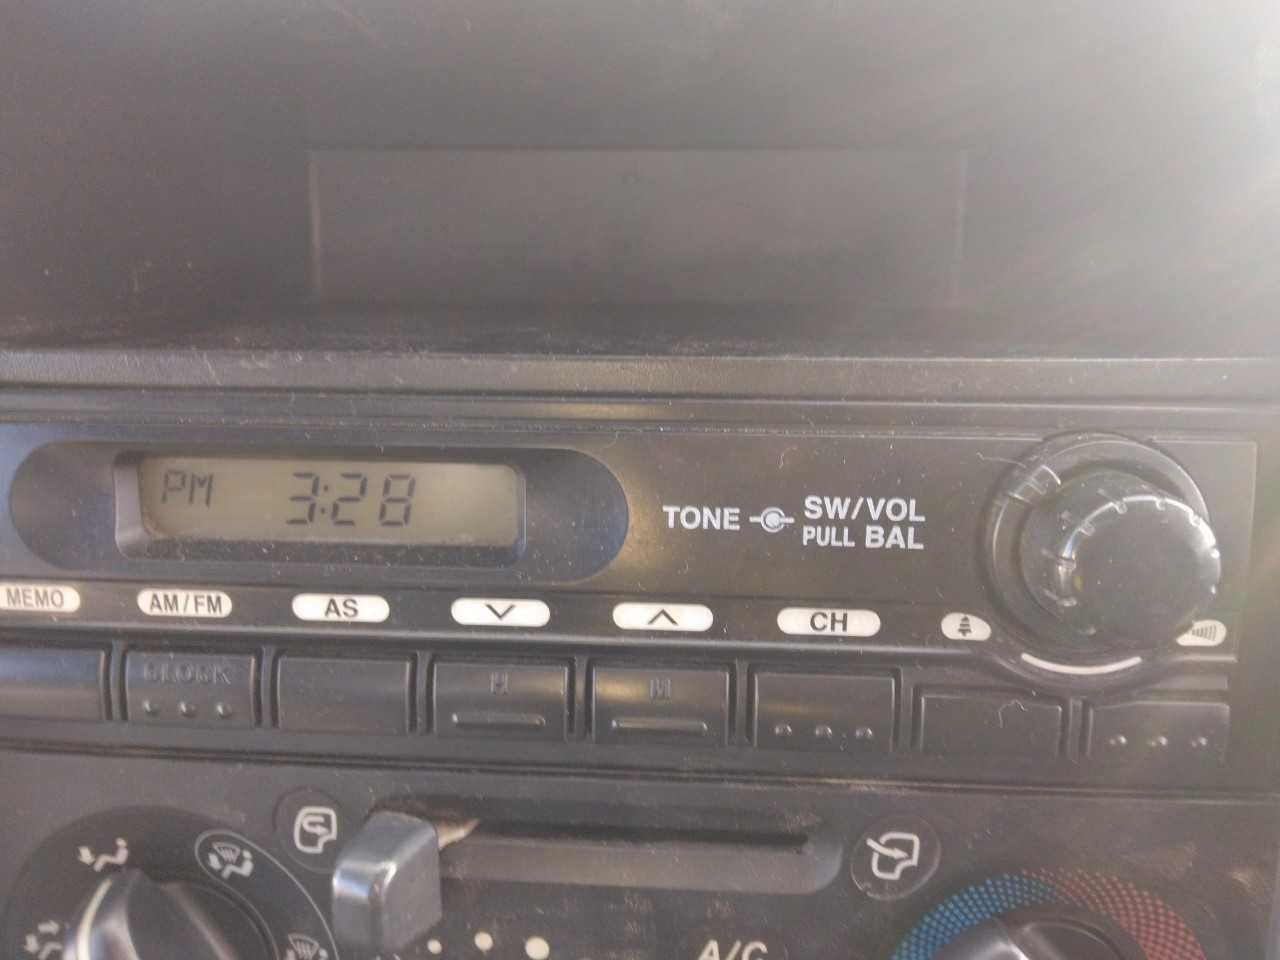 PM 3:28
TONE SW/VOL
PULL BAL
MEMO AM/FM AS CH
CLOCK H M
A/C